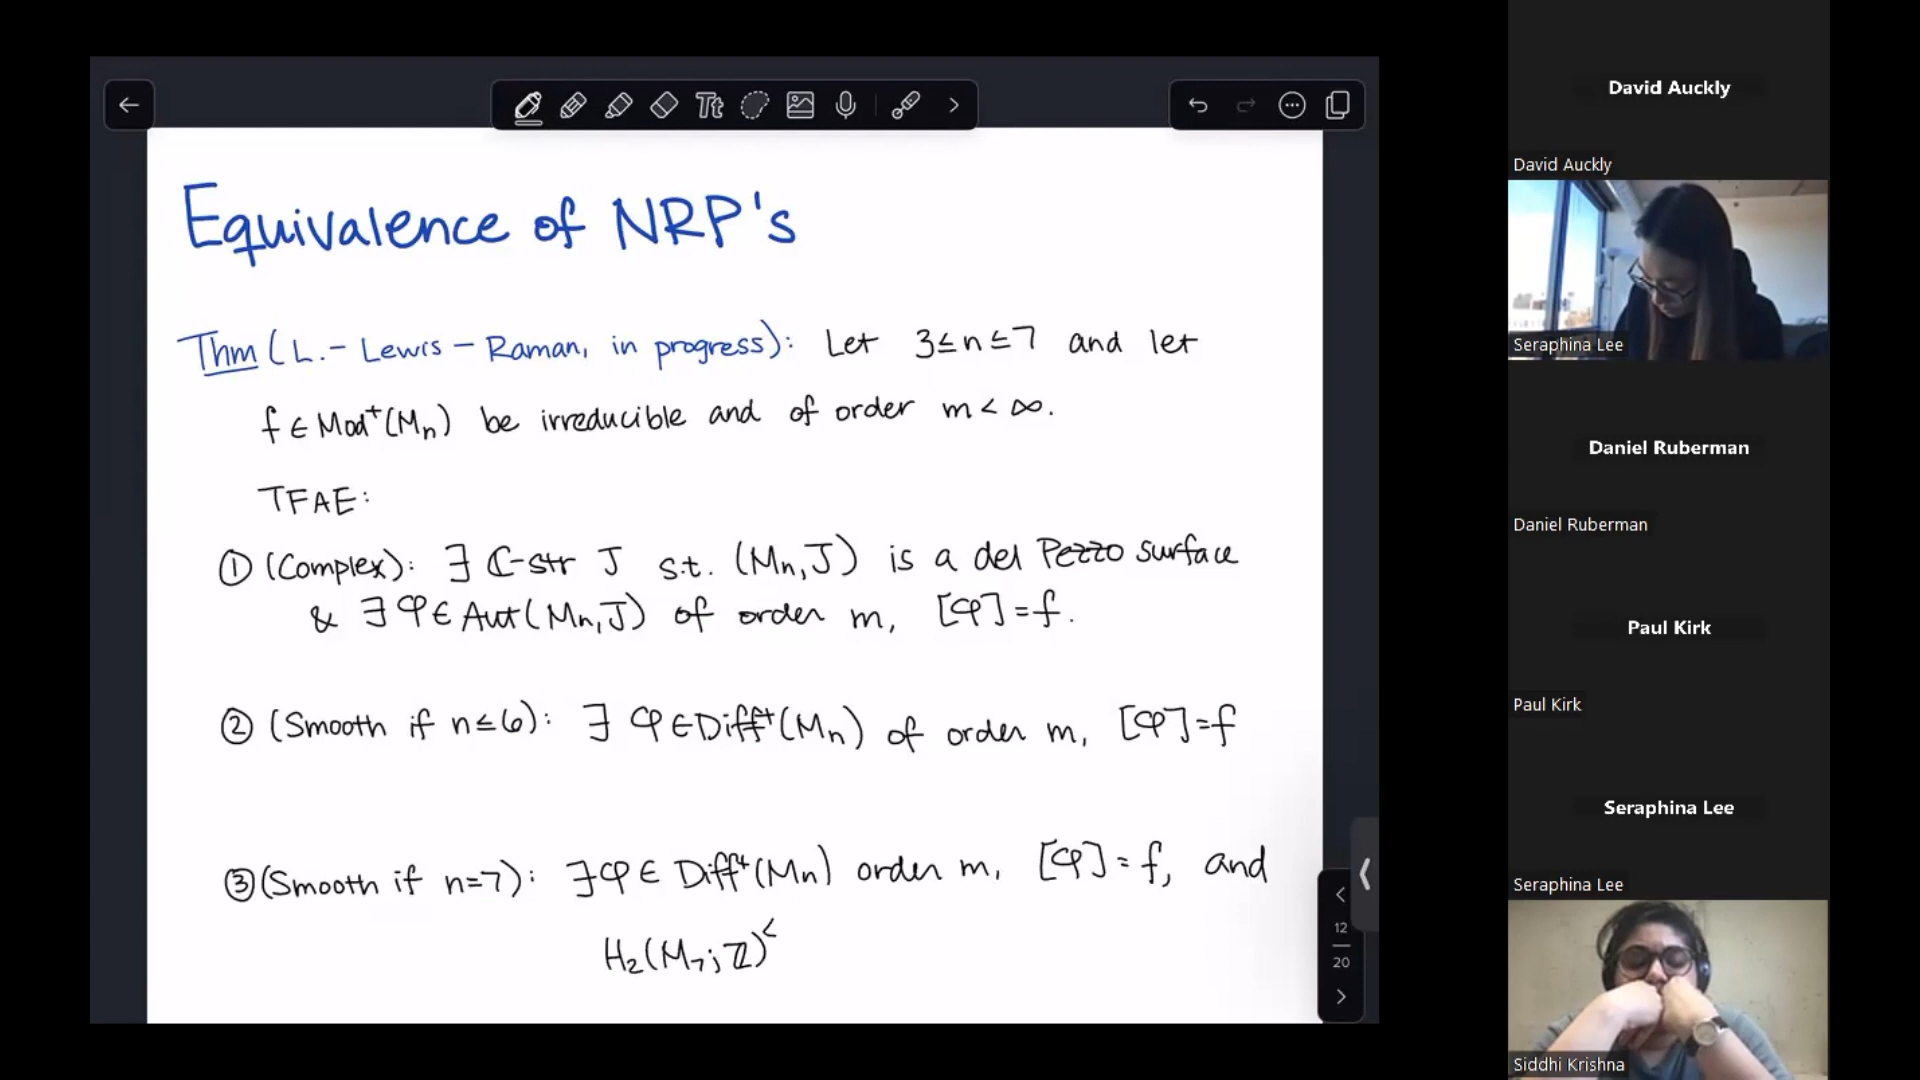 Equivalence of NRP's
Thm (L.- Lewis - Raman, in progress): Let 3≤n≤7 and let
f ∈ Mod⁺(Mₙ) be irreducible and of order m < ∞.
TFAE:
① (Complex): ∃ ℂ-str J s.t. (Mₙ,J) is a del Pezzo surface
& ∃ φ ∈ Aut(Mₙ,J) of order m, [φ]=f.
② (Smooth if n≤6): ∃ φ ∈ Diff⁺(Mₙ) of order m, [φ]=f
③ (Smooth if n=7): ∃ φ ∈ Diff⁺(Mₙ) order m, [φ]=f, and
H₂(M₇; ℤ)^<
12
20
Tt
David Auckly
David Auckly
Seraphina Lee
Daniel Ruberman
Daniel Ruberman
Paul Kirk
Paul Kirk
Seraphina Lee
Seraphina Lee
Siddhi Krishna